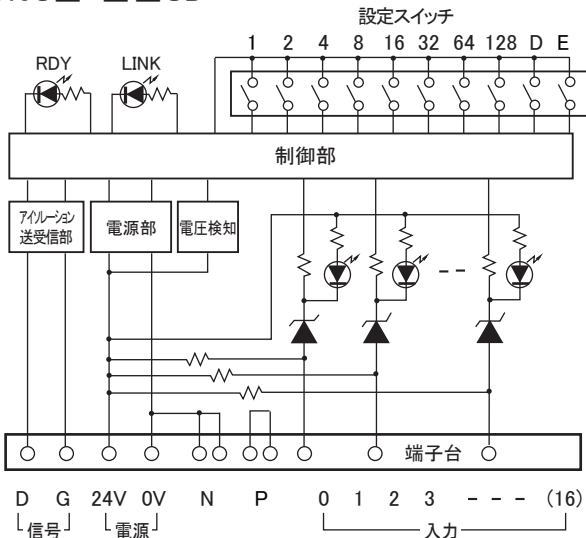 設定スイッチ
1 2 4 8 16 32 64 128 D E
RDY LINK
制御部
アイソレーション
送受信部
電源部
電圧検知
端子台
D G 24V 0V N P 0 1 2 3 - - - (16)
信号 電源 入力